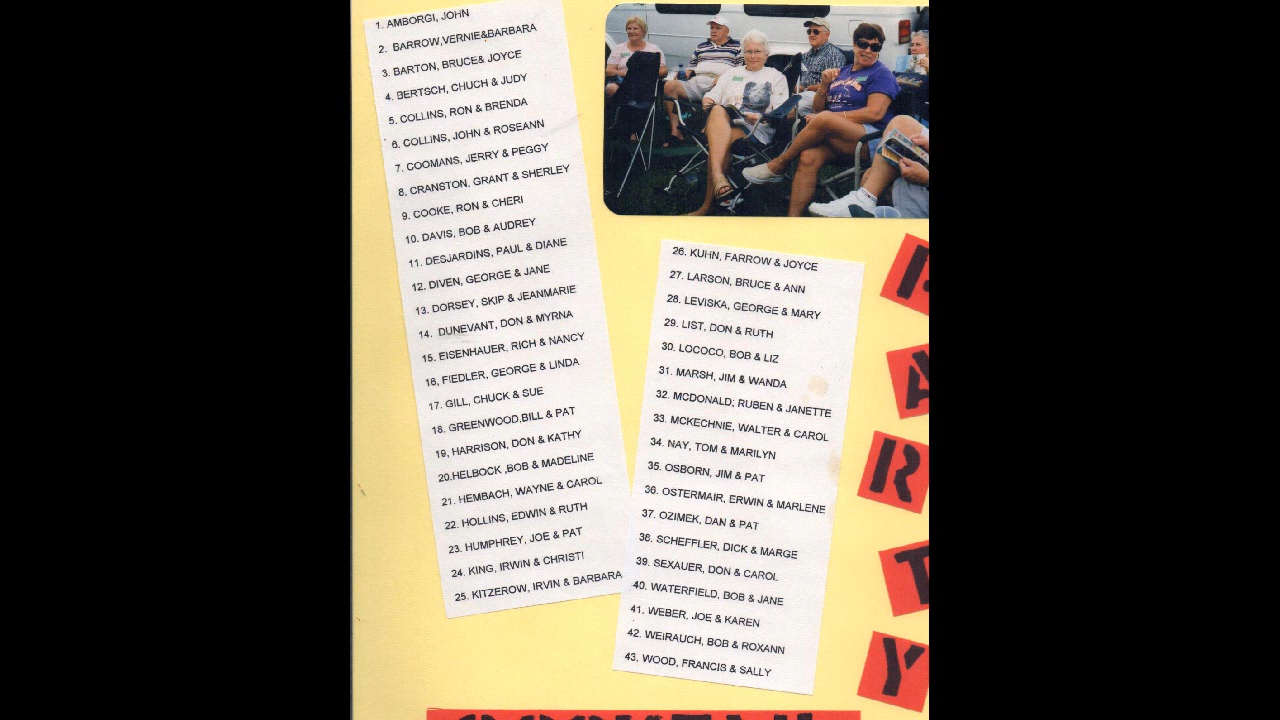 1. AMBORGI, JOHN
2. BARROW,VERNIE&BARBARA
3. BARTON, BRUCE& JOYCE
4. BERTSCH, CHUCH & JUDY
5. COLLINS, RON & BRENDA
6. COLLINS, JOHN & ROSEANN
7. COOMANS, JERRY & PEGGY
8. CRANSTON, GRANT & SHERLEY
9. COOKE, RON & CHERI
10. DAVIS, BOB & AUDREY
11. DESJARDINS, PAUL & DIANE
12. DIVEN, GEORGE & JANE
13. DORSEY, SKIP & JEANMARIE
14. DUNEVANT, DON & MYRNA
15. EISENHAUER, RICH & NANCY
16, FIEDLER, GEORGE & LINDA
17. GILL, CHUCK & SUE
18. GREENWOOD,BILL & PAT
19, HARRISON, DON & KATHY
20.HELBOCK ,BOB & MADELINE
21. HEMBACH, WAYNE & CAROL
22. HOLLINS, EDWIN & RUTH
23. HUMPHREY, JOE & PAT
24. KING, IRWIN & CHRISTI
25. KITZEROW, IRVIN & BARBARA
26. KUHN, FARROW & JOYCE
27. LARSON, BRUCE & ANN
28. LEVISKA, GEORGE & MARY
29. LIST, DON & RUTH
30. LOCOCO, BOB & LIZ
31. MARSH, JIM & WANDA
32. MCDONALD; RUBEN & JANETTE
33. MCKECHNIE, WALTER & CAROL
34. NAY, TOM & MARILYN
35. OSBORN, JIM & PAT
36. OSTERMAIR, ERWIN & MARLENE
37. OZIMEK, DAN & PAT
38. SCHEFFLER, DICK & MARGE
39. SEXAUER, DON & CAROL
40. WATERFIELD, BOB & JANE
41. WEBER, JOE & KAREN
42. WEIRAUCH, BOB & ROXANN
43. WOOD, FRANCIS & SALLY
P
A
R
T
Y